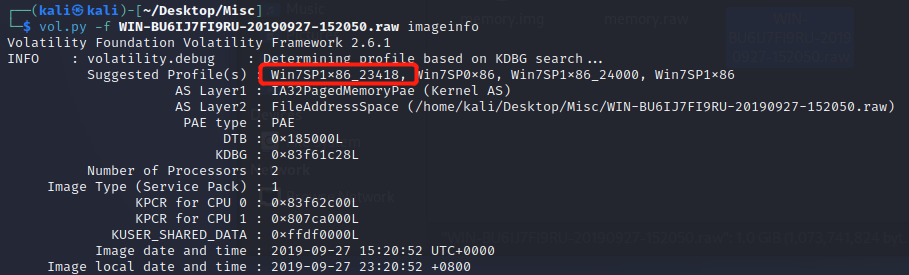 ┌──(kali㉿kali)-[~/Desktop/Misc]
└─$ vol.py -f WIN-BU6IJ7FI9RU-20190927-152050.raw imageinfo
Volatility Foundation Volatility Framework 2.6.1
INFO    : volatility.debug    : Determining profile based on KDBG search...
          Suggested Profile(s) : Win7SP1×86_23418, Win7SP0×86, Win7SP1×86_24000, Win7SP1×86
                     AS Layer1 : IA32PagedMemoryPae (Kernel AS)
                     AS Layer2 : FileAddressSpace (/home/kali/Desktop/Misc/WIN-BU6IJ7FI9RU-20190927-152050.raw)
                      PAE type : PAE
                           DTB : 0×185000L
                          KDBG : 0×83f61c28L
          Number of Processors : 2
     Image Type (Service Pack) : 1
                KPCR for CPU 0 : 0×83f62c00L
                KPCR for CPU 1 : 0×807ca000L
             KUSER_SHARED_DATA : 0×ffdf0000L
           Image date and time : 2019-09-27 15:20:52 UTC+0000
     Image local date and time : 2019-09-27 23:20:52 +0800